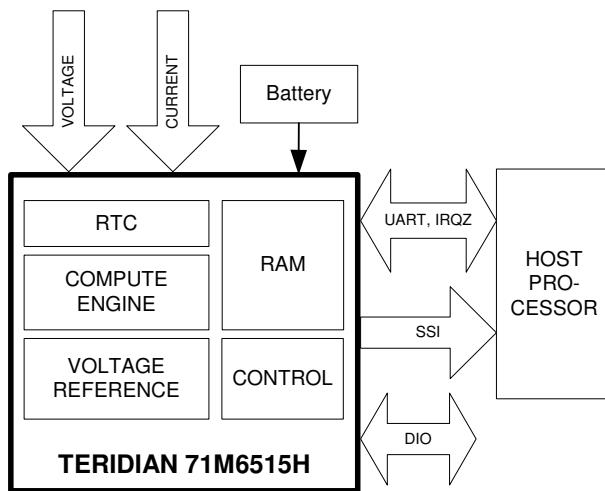 VOLTAGE
CURRENT
Battery
RTC
COMPUTE
ENGINE
VOLTAGE
REFERENCE
RAM
CONTROL
TERIDIAN 71M6515H
UART, IRQZ
SSI
DIO
HOST
PRO-
CESSOR